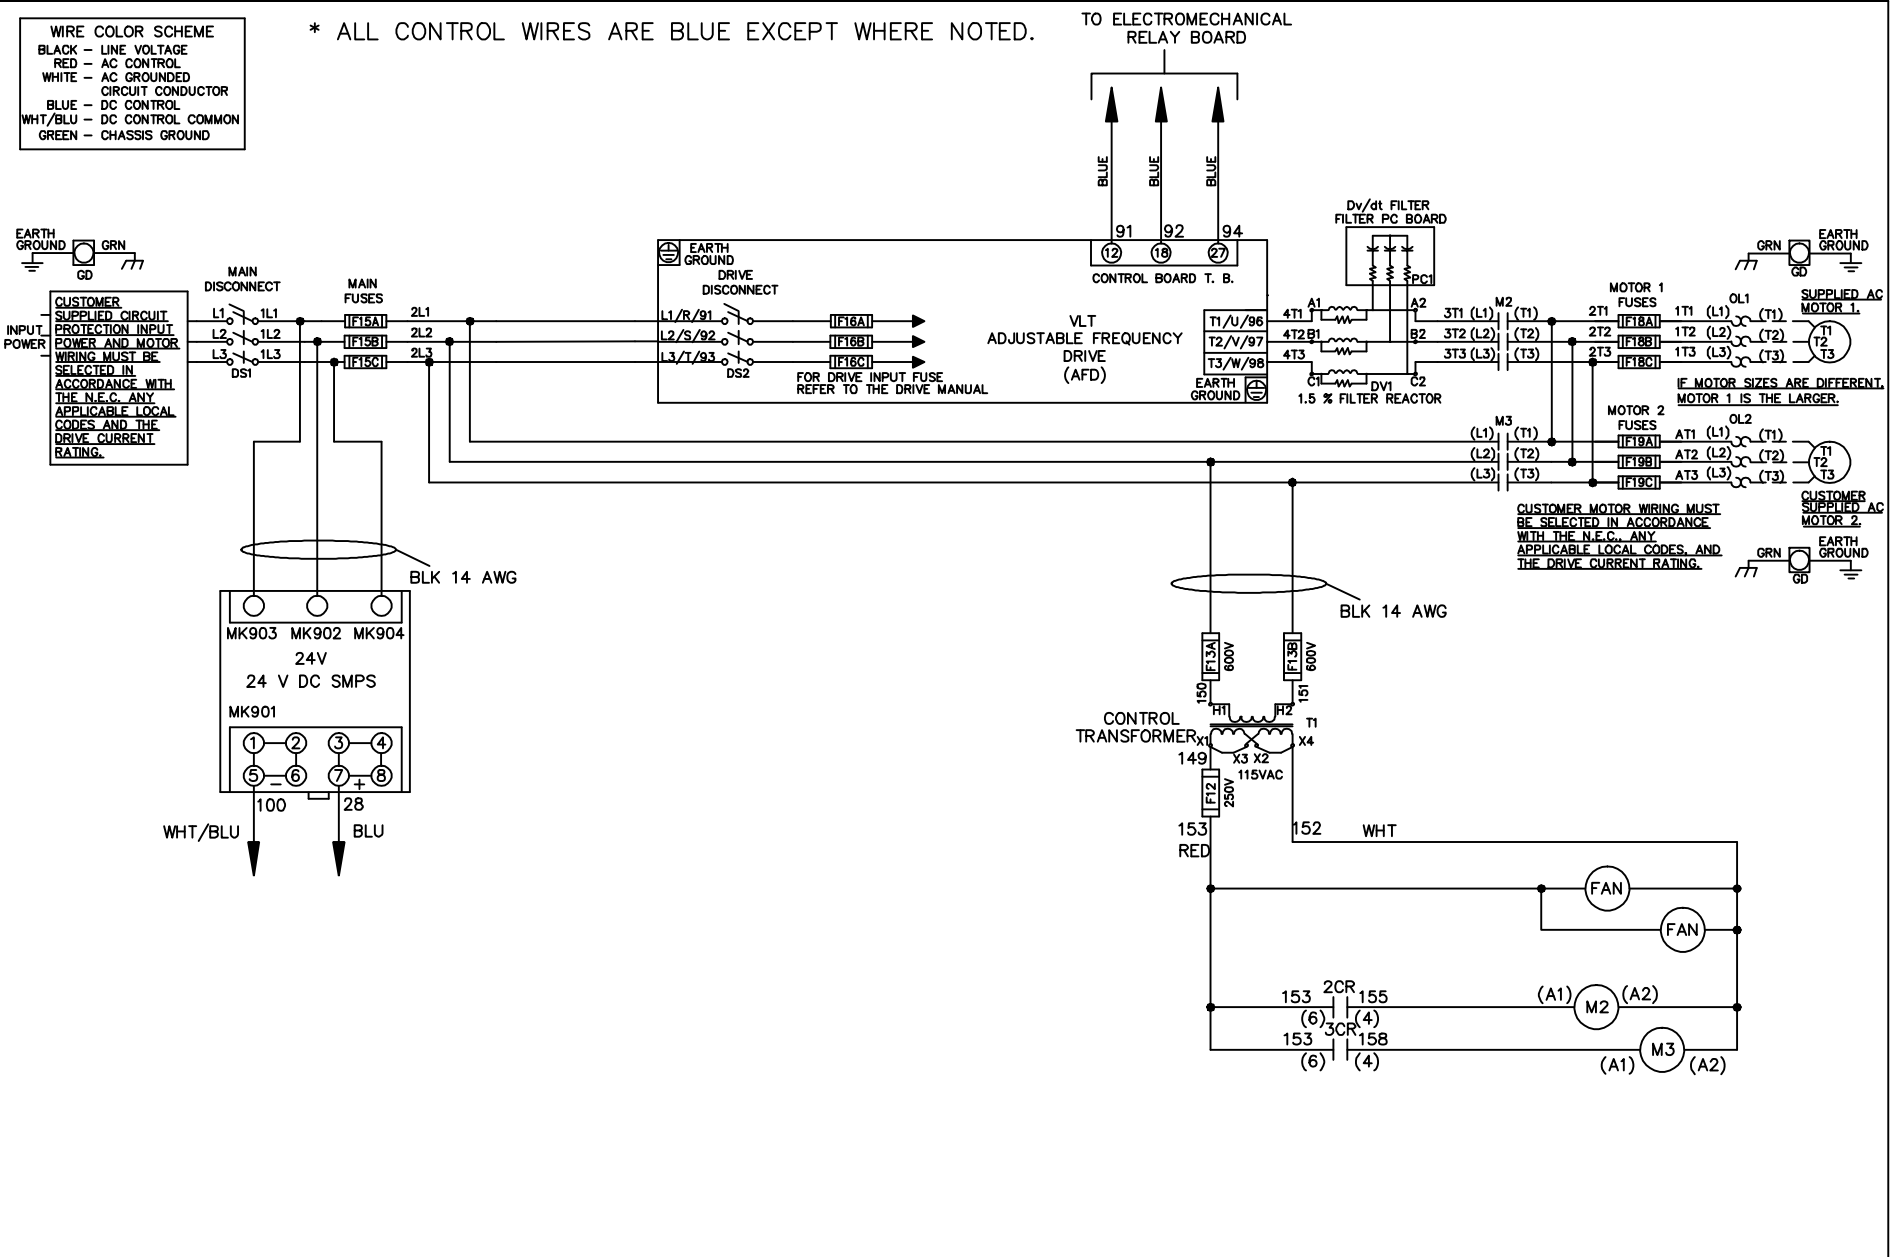 WIRE COLOR SCHEME
BLACK – LINE VOLTAGE
RED – AC CONTROL
WHITE – AC GROUNDED
CIRCUIT CONDUCTOR
BLUE – DC CONTROL
WHT/BLU – DC CONTROL COMMON
GREEN – CHASSIS GROUND
* ALL CONTROL WIRES ARE BLUE EXCEPT WHERE NOTED.
TO ELECTROMECHANICAL
RELAY BOARD
BLUE
BLUE
BLUE
91
92
94
12
18
27
CONTROL BOARD T. B.
EARTH
GROUND
GRN
GD
INPUT
POWER
CUSTOMER
SUPPLIED CIRCUIT
PROTECTION INPUT
POWER AND MOTOR
WIRING MUST BE
SELECTED IN
ACCORDANCE WITH
THE N.E.C. ANY
APPLICABLE LOCAL
CODES AND THE
DRIVE CURRENT
RATING.
MAIN
DISCONNECT
L1
1L1
L2
1L2
L3
1L3
DS1
MAIN
FUSES
F15A
F15B
F15C
2L1
2L2
2L3
EARTH
GROUND
DRIVE
DISCONNECT
L1/R/91
L2/S/92
L3/T/93
DS2
F16A
F16B
F16C
FOR DRIVE INPUT FUSE
REFER TO THE DRIVE MANUAL
VLT
ADJUSTABLE FREQUENCY
DRIVE
(AFD)
T1/U/96
T2/V/97
T3/W/98
EARTH
GROUND
4T1
4T2
4T3
A1
B1
C1
A2
B2
C2
Dv/dt FILTER
FILTER PC BOARD
PC1
DV1
1.5 % FILTER REACTOR
M2
3T1 (L1) (T1)
3T2 (L2) (T2)
3T3 (L3) (T3)
MOTOR 1
FUSES
2T1
2T2
2T3
F18A
F18B
F18C
OL1
1T1 (L1) (T1)
1T2 (L2) (T2)
1T3 (L3) (T3)
GRN
EARTH
GROUND
GD
SUPPLIED AC
MOTOR 1.
T1
T2
T3
IF MOTOR SIZES ARE DIFFERENT.
MOTOR 1 IS THE LARGER.
M3
(L1) (T1)
(L2) (T2)
(L3) (T3)
MOTOR 2
FUSES
F19A
F19B
F19C
OL2
AT1 (L1) (T1)
AT2 (L2) (T2)
AT3 (L3) (T3)
T1
T2
T3
CUSTOMER
SUPPLIED AC
MOTOR 2.
CUSTOMER MOTOR WIRING MUST
BE SELECTED IN ACCORDANCE
WITH THE N.E.C., ANY
APPLICABLE LOCAL CODES, AND
THE DRIVE CURRENT RATING.
GRN
EARTH
GROUND
GD
BLK 14 AWG
MK903 MK902 MK904
24V
24 V DC SMPS
MK901
1 2 3 4
5 – 6 7 + 8
100
28
WHT/BLU
BLU
BLK 14 AWG
F13A
600V
F13B
600V
150
151
H1
H2
T1
CONTROL
TRANSFORMER
X1
X3 X2
X4
149
115VAC
F12
250V
153
RED
152
WHT
FAN
FAN
2CR
153
155
(6)
(4)
(A1)
M2
(A2)
3CR
153
158
(6)
(4)
(A1)
M3
(A2)